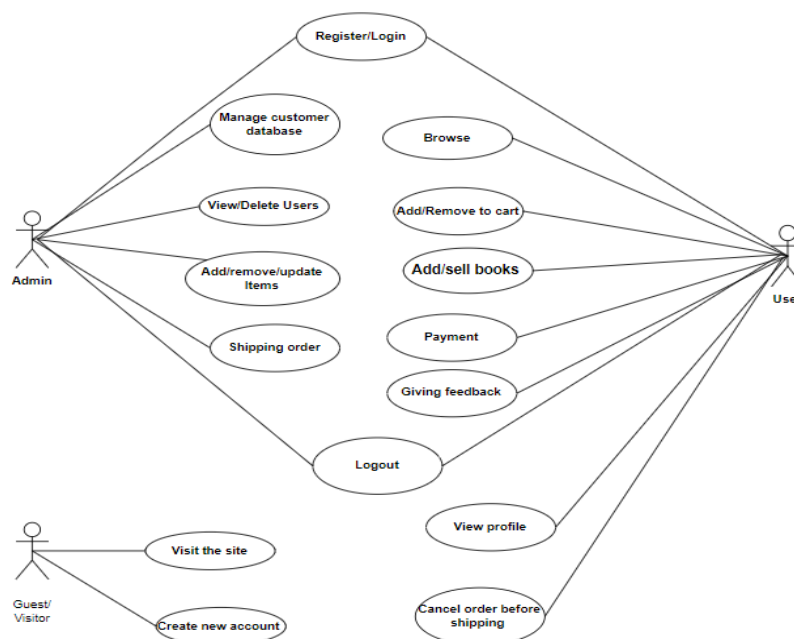 Register/Login
Manage customer
database
Browse
View/Delete Users
Add/Remove to cart
Admin
Add/remove/update
Items
Add/sell books
Use
Shipping order
Payment
Giving feedback
Logout
View profile
Visit the site
Guest/
Visitor
Create new account
Cancel order before
shipping